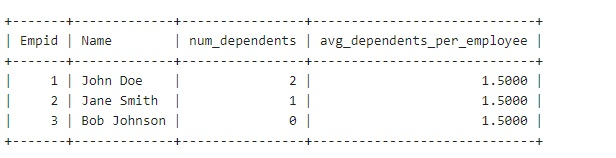 +-------+-------------+----------------+-----------------------------+
| Empid | Name        | num_dependents | avg_dependents_per_employee |
+-------+-------------+----------------+-----------------------------+
|     1 | John Doe    |              2 |                      1.5000 |
|     2 | Jane Smith  |              1 |                      1.5000 |
|     3 | Bob Johnson |              0 |                      1.5000 |
+-------+-------------+----------------+-----------------------------+